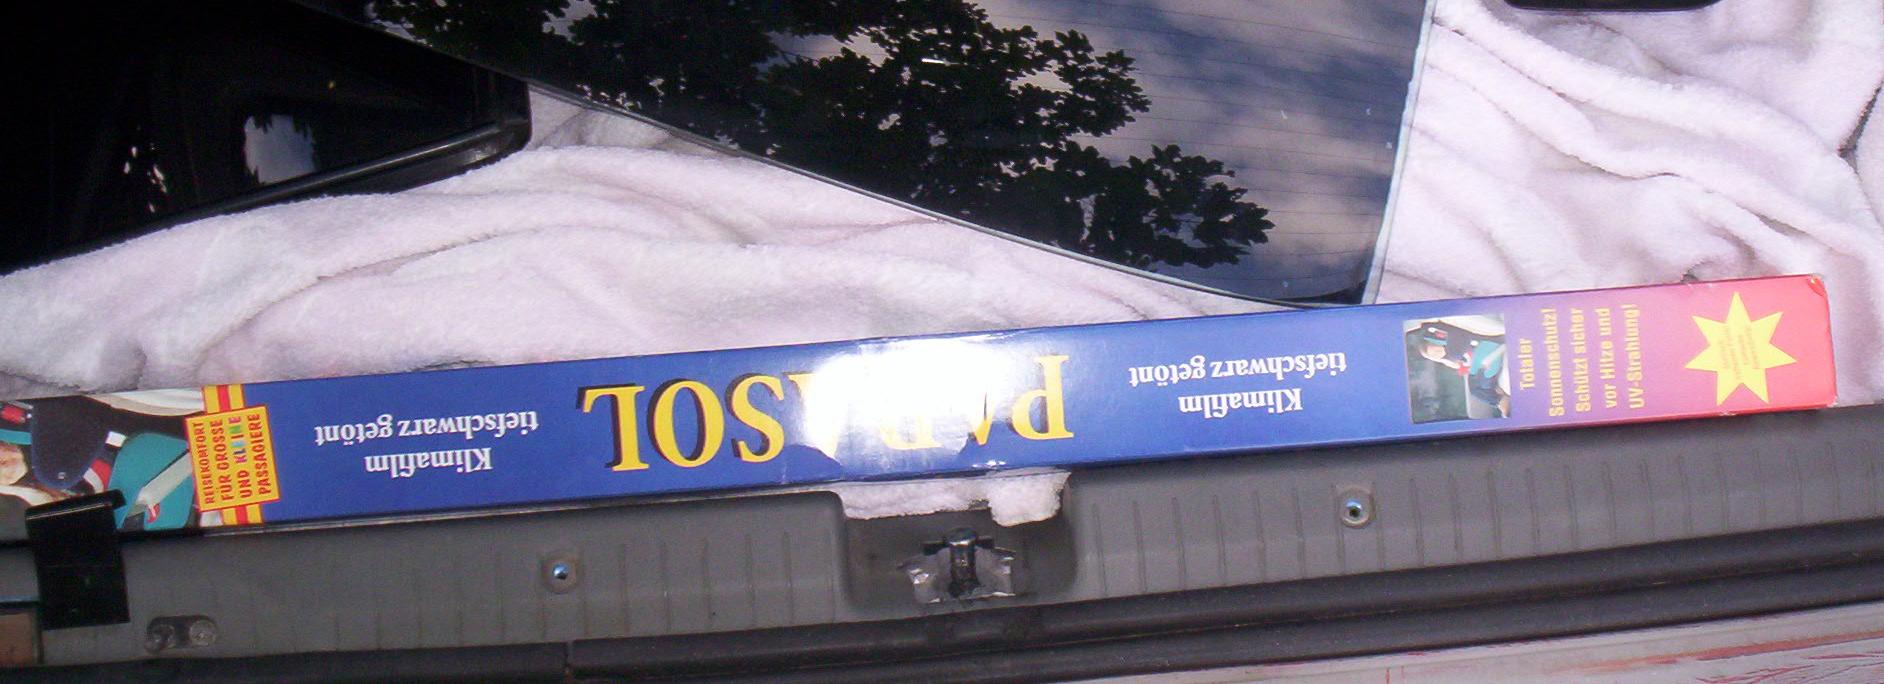 PARASOL
Klimafilm
tiefschwarz getönt
Klimafilm
tiefschwarz getönt
REISEKOMFORT
FÜR GROSSE
UND KLEINE
PASSAGIERE
Totaler
Sonnenschutz!
Schützt sicher
vor Hitze und
UV-Strahlung!